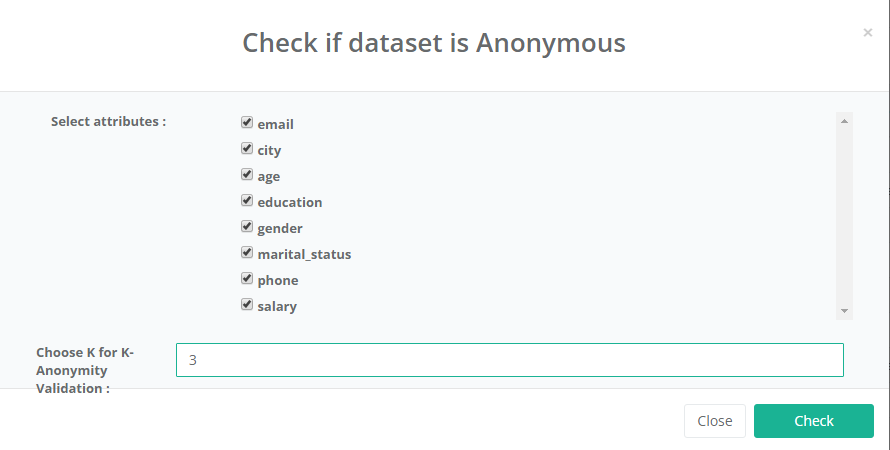 Check if dataset is Anonymous
×
Select attributes :
email
city
age
education
gender
marital_status
phone
salary
Choose K for K-
Anonymity
Validation :
3
Close
Check